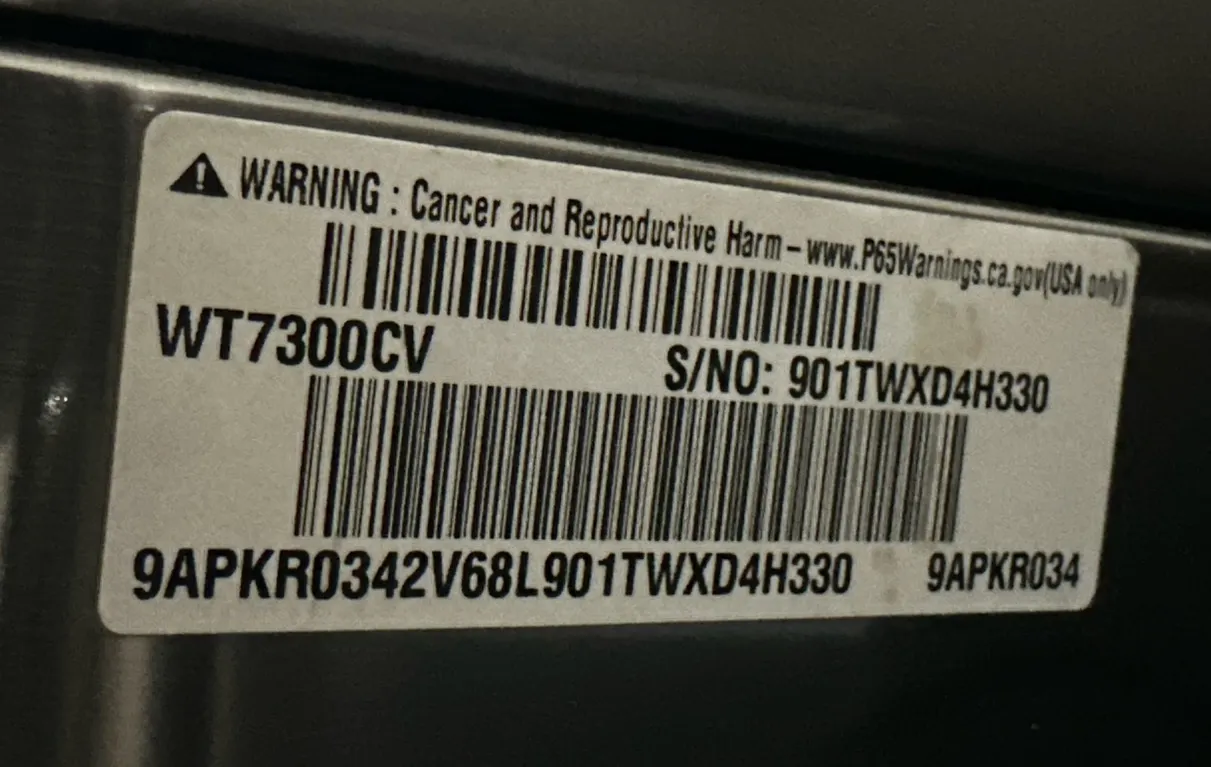 WARNING : Cancer and Reproductive Harm – www.P65Warnings.ca.gov(USA only)
WT7300CV S/NO: 901TWXD4H330
9APKR0342V68L901TWXD4H330 9APKR034